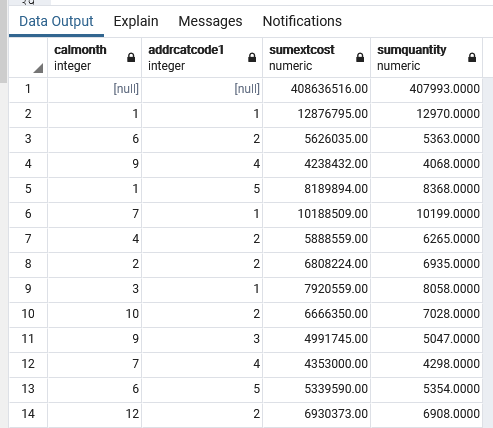 Data Output Explain Messages Notifications
calmonth addrcatcode1 sumextcost sumquantity
integer integer numeric numeric
1 [null] [null] 408636516.00 407993.0000
2 1 1 12876795.00 12970.0000
3 6 2 5626035.00 5363.0000
4 9 4 4238432.00 4068.0000
5 1 5 8189894.00 8368.0000
6 7 1 10188509.00 10199.0000
7 4 2 5888559.00 6265.0000
8 2 2 6808224.00 6935.0000
9 3 1 7920559.00 8058.0000
10 10 2 6666350.00 7028.0000
11 9 3 4991745.00 5047.0000
12 7 4 4353000.00 4298.0000
13 6 5 5339590.00 5354.0000
14 12 2 6930373.00 6908.0000